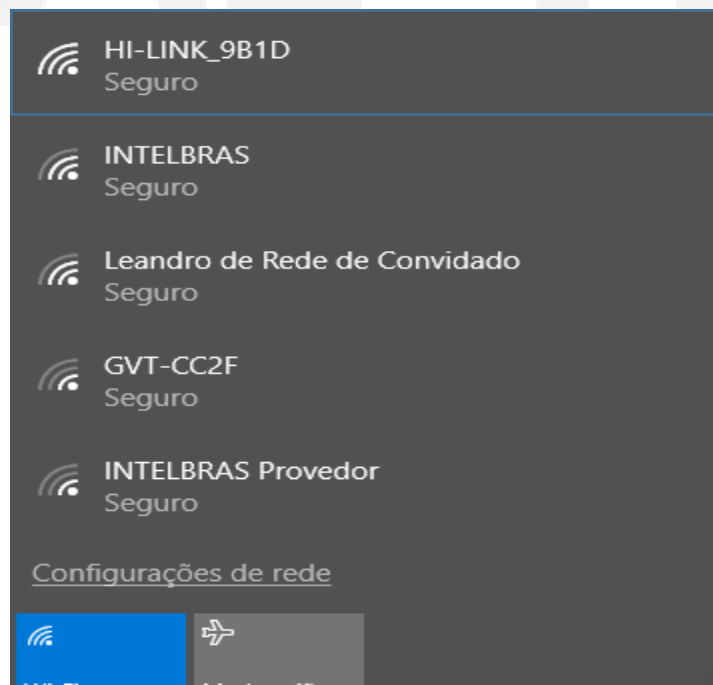 HI-LINK_9B1D
Seguro
INTELBRAS
Seguro
Leandro de Rede de Convidado
Seguro
GVT-CC2F
Seguro
INTELBRAS Provedor
Seguro
Configurações de rede